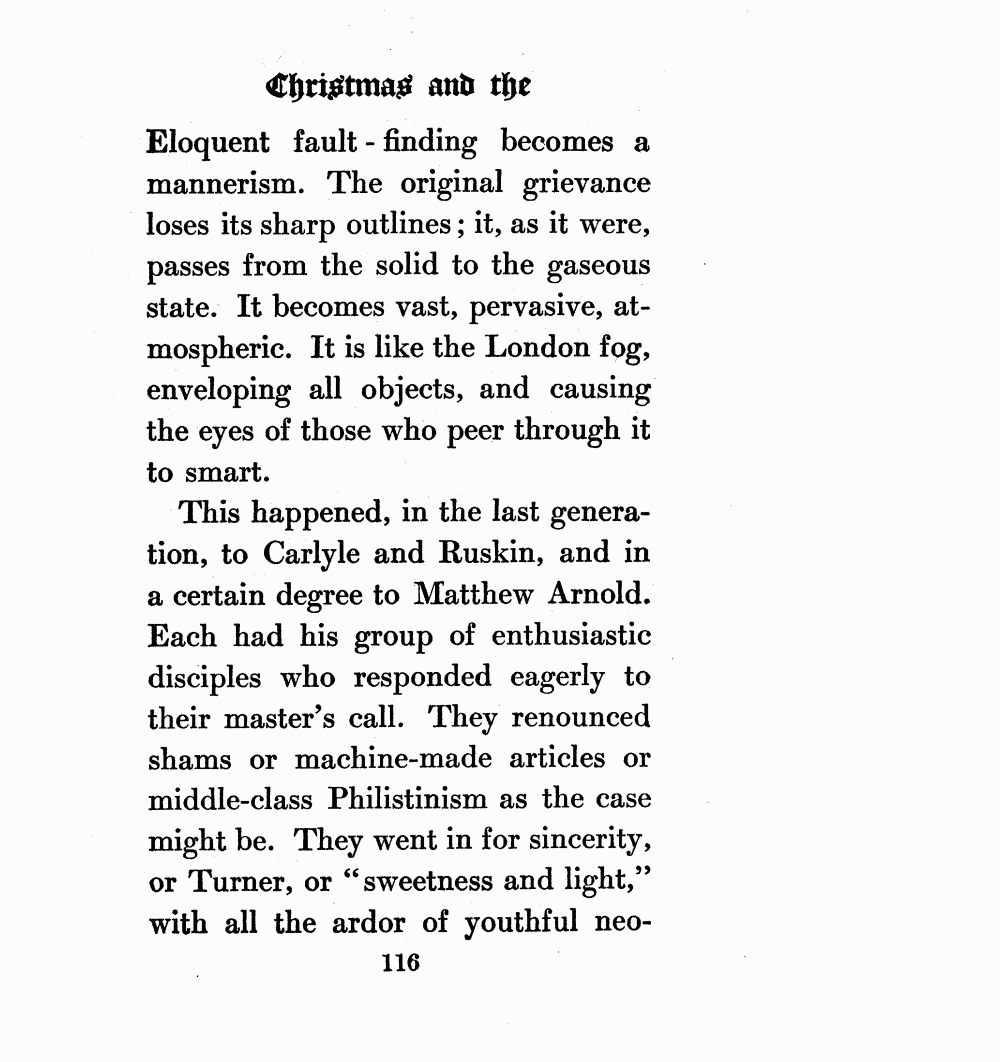 Christmas and the
Eloquent fault - finding becomes a
mannerism. The original grievance
loses its sharp outlines; it, as it were,
passes from the solid to the gaseous
state. It becomes vast, pervasive, at-
mospheric. It is like the London fog,
enveloping all objects, and causing
the eyes of those who peer through it
to smart.
This happened, in the last genera-
tion, to Carlyle and Ruskin, and in
a certain degree to Matthew Arnold.
Each had his group of enthusiastic
disciples who responded eagerly to
their master's call. They renounced
shams or machine-made articles or
middle-class Philistinism as the case
might be. They went in for sincerity,
or Turner, or "sweetness and light,"
with all the ardor of youthful neo-
116